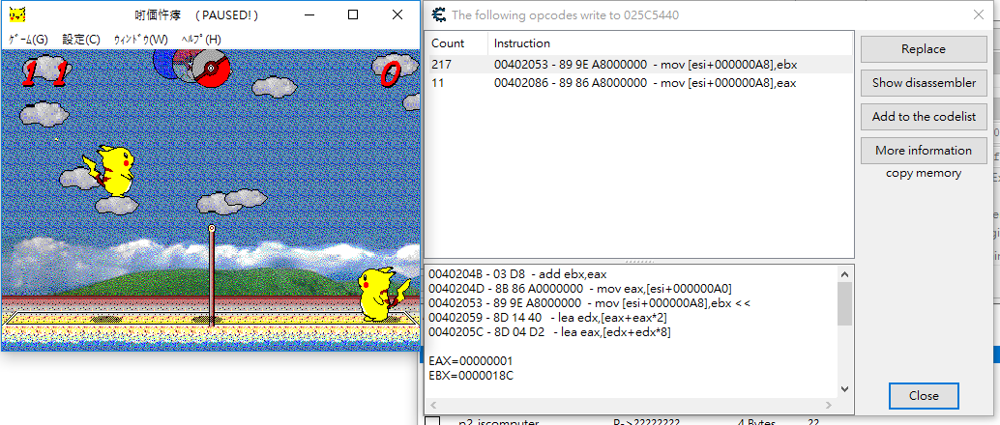 吋個忤瘆 (PAUSED!)
ｹﾞｰﾑ(G) 設定(C) ｳｨﾝﾄﾞｳ(W) ﾍﾙﾌﾟ(H)
11 0
The following opcodes write to 025C5440
Count Instruction
217 00402053 - 89 9E A8000000 - mov [esi+000000A8],ebx
11 00402086 - 89 86 A8000000 - mov [esi+000000A8],eax
Replace
Show disassembler
Add to the codelist
More information
copy memory
0040204B - 03 D8 - add ebx,eax
0040204D - 8B 86 A0000000 - mov eax,[esi+000000A0]
00402053 - 89 9E A8000000 - mov [esi+000000A8],ebx <<
00402059 - 8D 14 40 - lea edx,[eax+eax*2]
0040205C - 8D 04 D2 - lea eax,[edx+edx*8]
EAX=00000001
EBX=0000018C
Close
p2 iscomputer P->???????? 4 Bytes ??